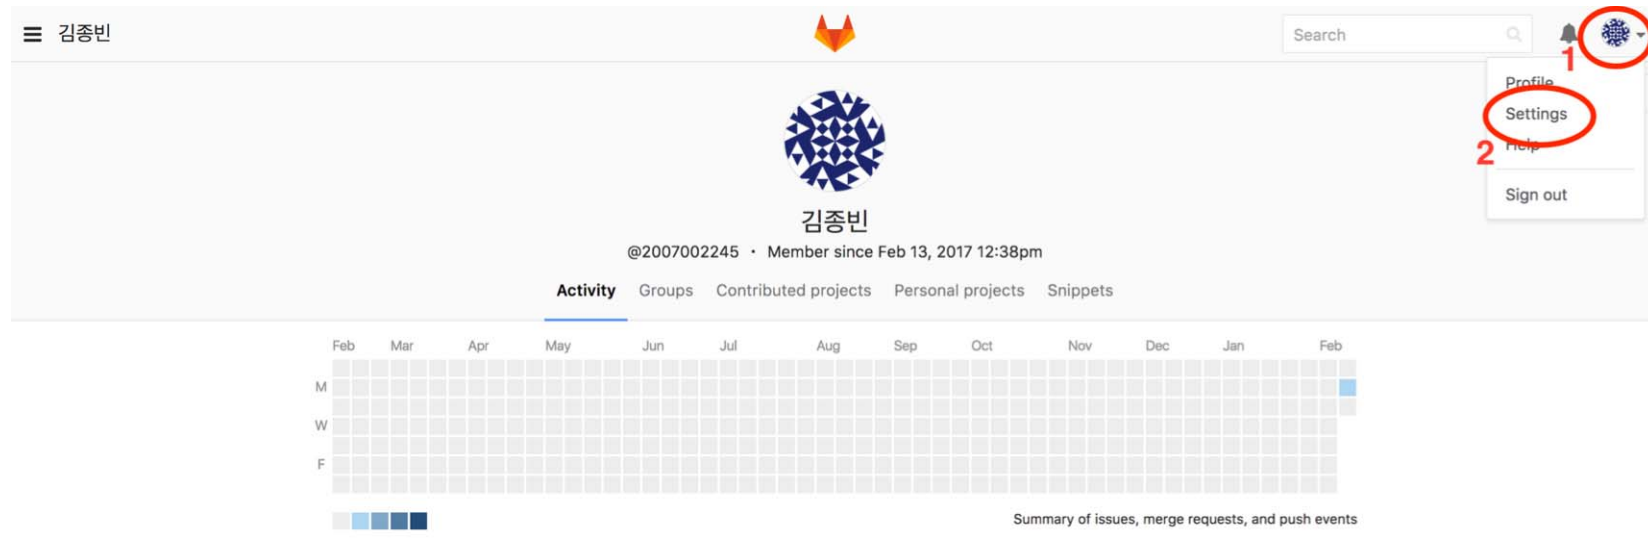 김종빈
Search
1
Profile
Settings
2 Help
Sign out
김종빈
@2007002245 · Member since Feb 13, 2017 12:38pm
Activity Groups Contributed projects Personal projects Snippets
Feb Mar Apr May Jun Jul Aug Sep Oct Nov Dec Jan Feb
M
W
F
Summary of issues, merge requests, and push events